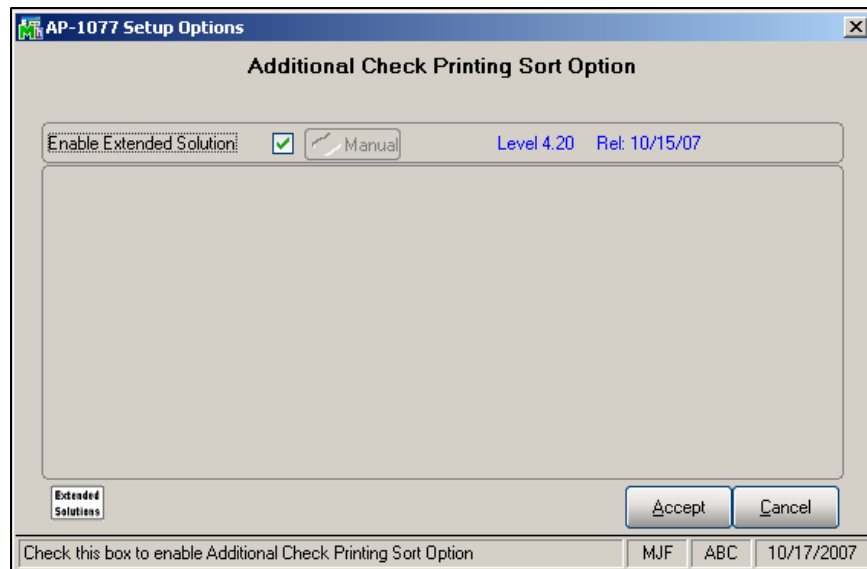 AP-1077 Setup Options
Additional Check Printing Sort Option
Enable Extended Solution Manual Level 4.20 Rel: 10/15/07
Extended
Solutions
Accept Cancel
Check this box to enable Additional Check Printing Sort Option MJF ABC 10/17/2007